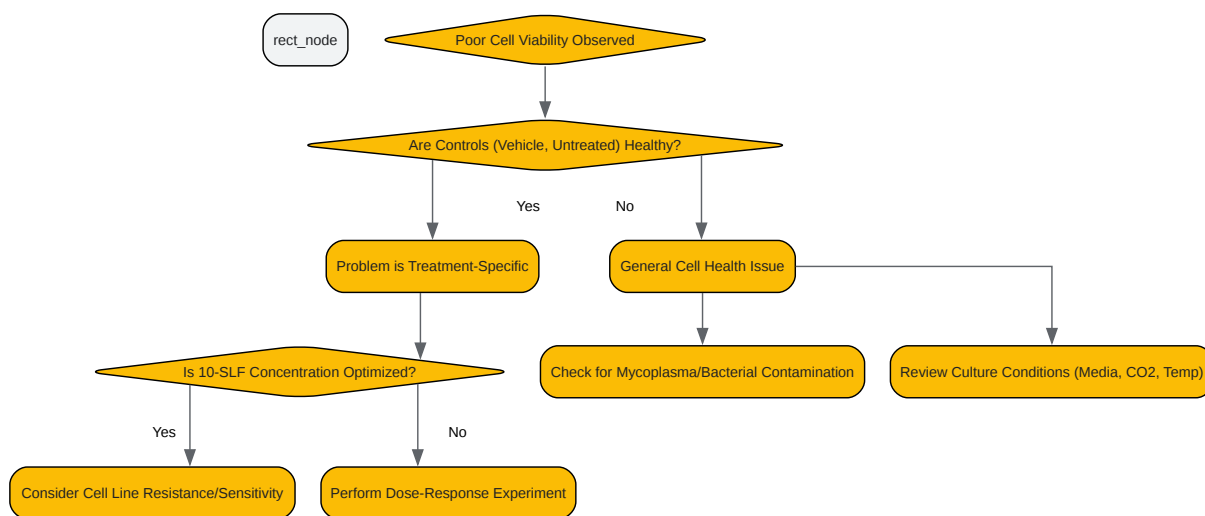 rect_node
Poor Cell Viability Observed
Are Controls (Vehicle, Untreated) Healthy?
Yes
No
Problem is Treatment-Specific
General Cell Health Issue
Is 10-SLF Concentration Optimized?
Check for Mycoplasma/Bacterial Contamination
Review Culture Conditions (Media, CO2, Temp)
Yes
No
Consider Cell Line Resistance/Sensitivity
Perform Dose-Response Experiment